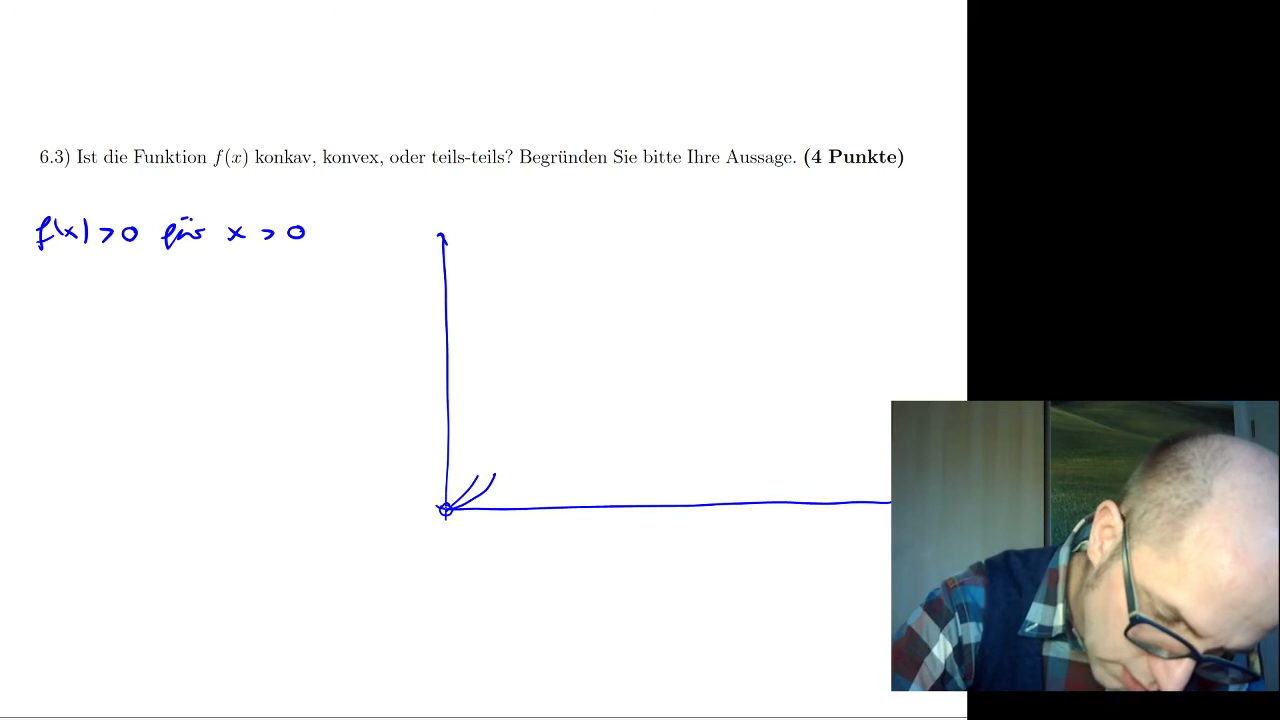 6.3) Ist die Funktion f(x) konkav, konvex, oder teils-teils? Begründen Sie bitte Ihre Aussage. (4 Punkte)
f(x) > 0 für x > 0